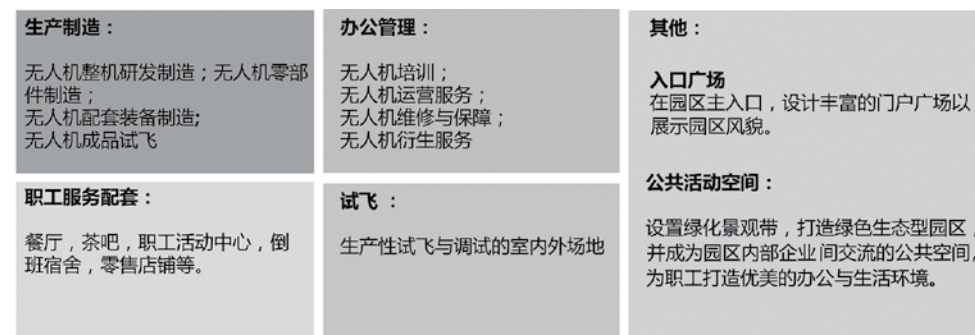 生产制造：
无人机整机研发制造；无人机零部
件制造；
无人机配套装备制造;
无人机成品试飞
办公管理：
无人机培训；
无人机运营服务；
无人机维修与保障；
无人机衍生服务
其他：
入口广场
在园区主入口，设计丰富的门户广场以
展示园区风貌。
公共活动空间：
设置绿化景观带，打造绿色生态型园区，
并成为园区内部企业间交流的公共空间，
为职工打造优美的办公与生活环境。
职工服务配套：
餐厅，茶吧，职工活动中心，倒
班宿舍，零售店铺等。
试飞 ：
生产性试飞与调试的室内外场地